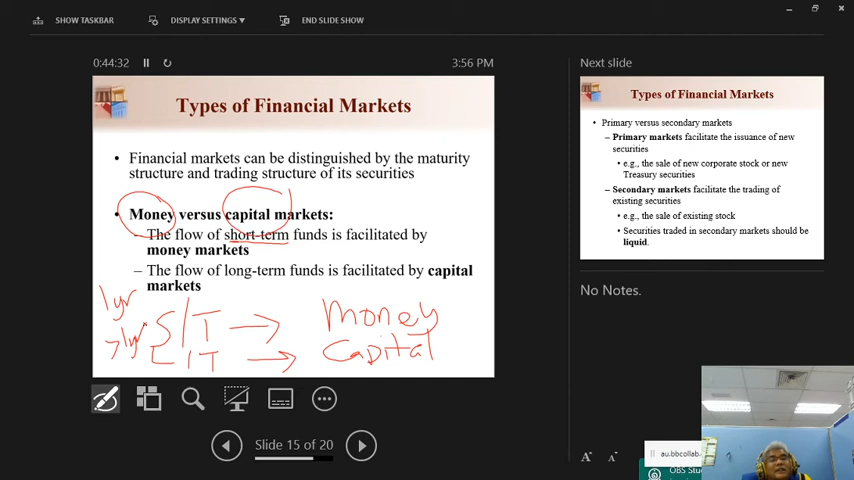 SHOW TASKBAR
DISPLAY SETTINGS ▼
END SLIDE SHOW
0:44:32
3:56 PM
Types of Financial Markets
• Financial markets can be distinguished by the maturity
structure and trading structure of its securities
• Money versus capital markets:
– The flow of short-term funds is facilitated by
money markets
– The flow of long-term funds is facilitated by capital
markets
1yr
>1yr
S/T → Money
L/T → Capital
Slide 15 of 20
Next slide
Types of Financial Markets
• Primary versus secondary markets
– Primary markets facilitate the issuance of new
securities
• e.g., the sale of new corporate stock or new
Treasury securities
– Secondary markets facilitate the trading of
existing securities
• e.g., the sale of existing stock
• Securities traded in secondary markets should be
liquid.
No Notes.
A A
au.bbcollab.
OBS Stud